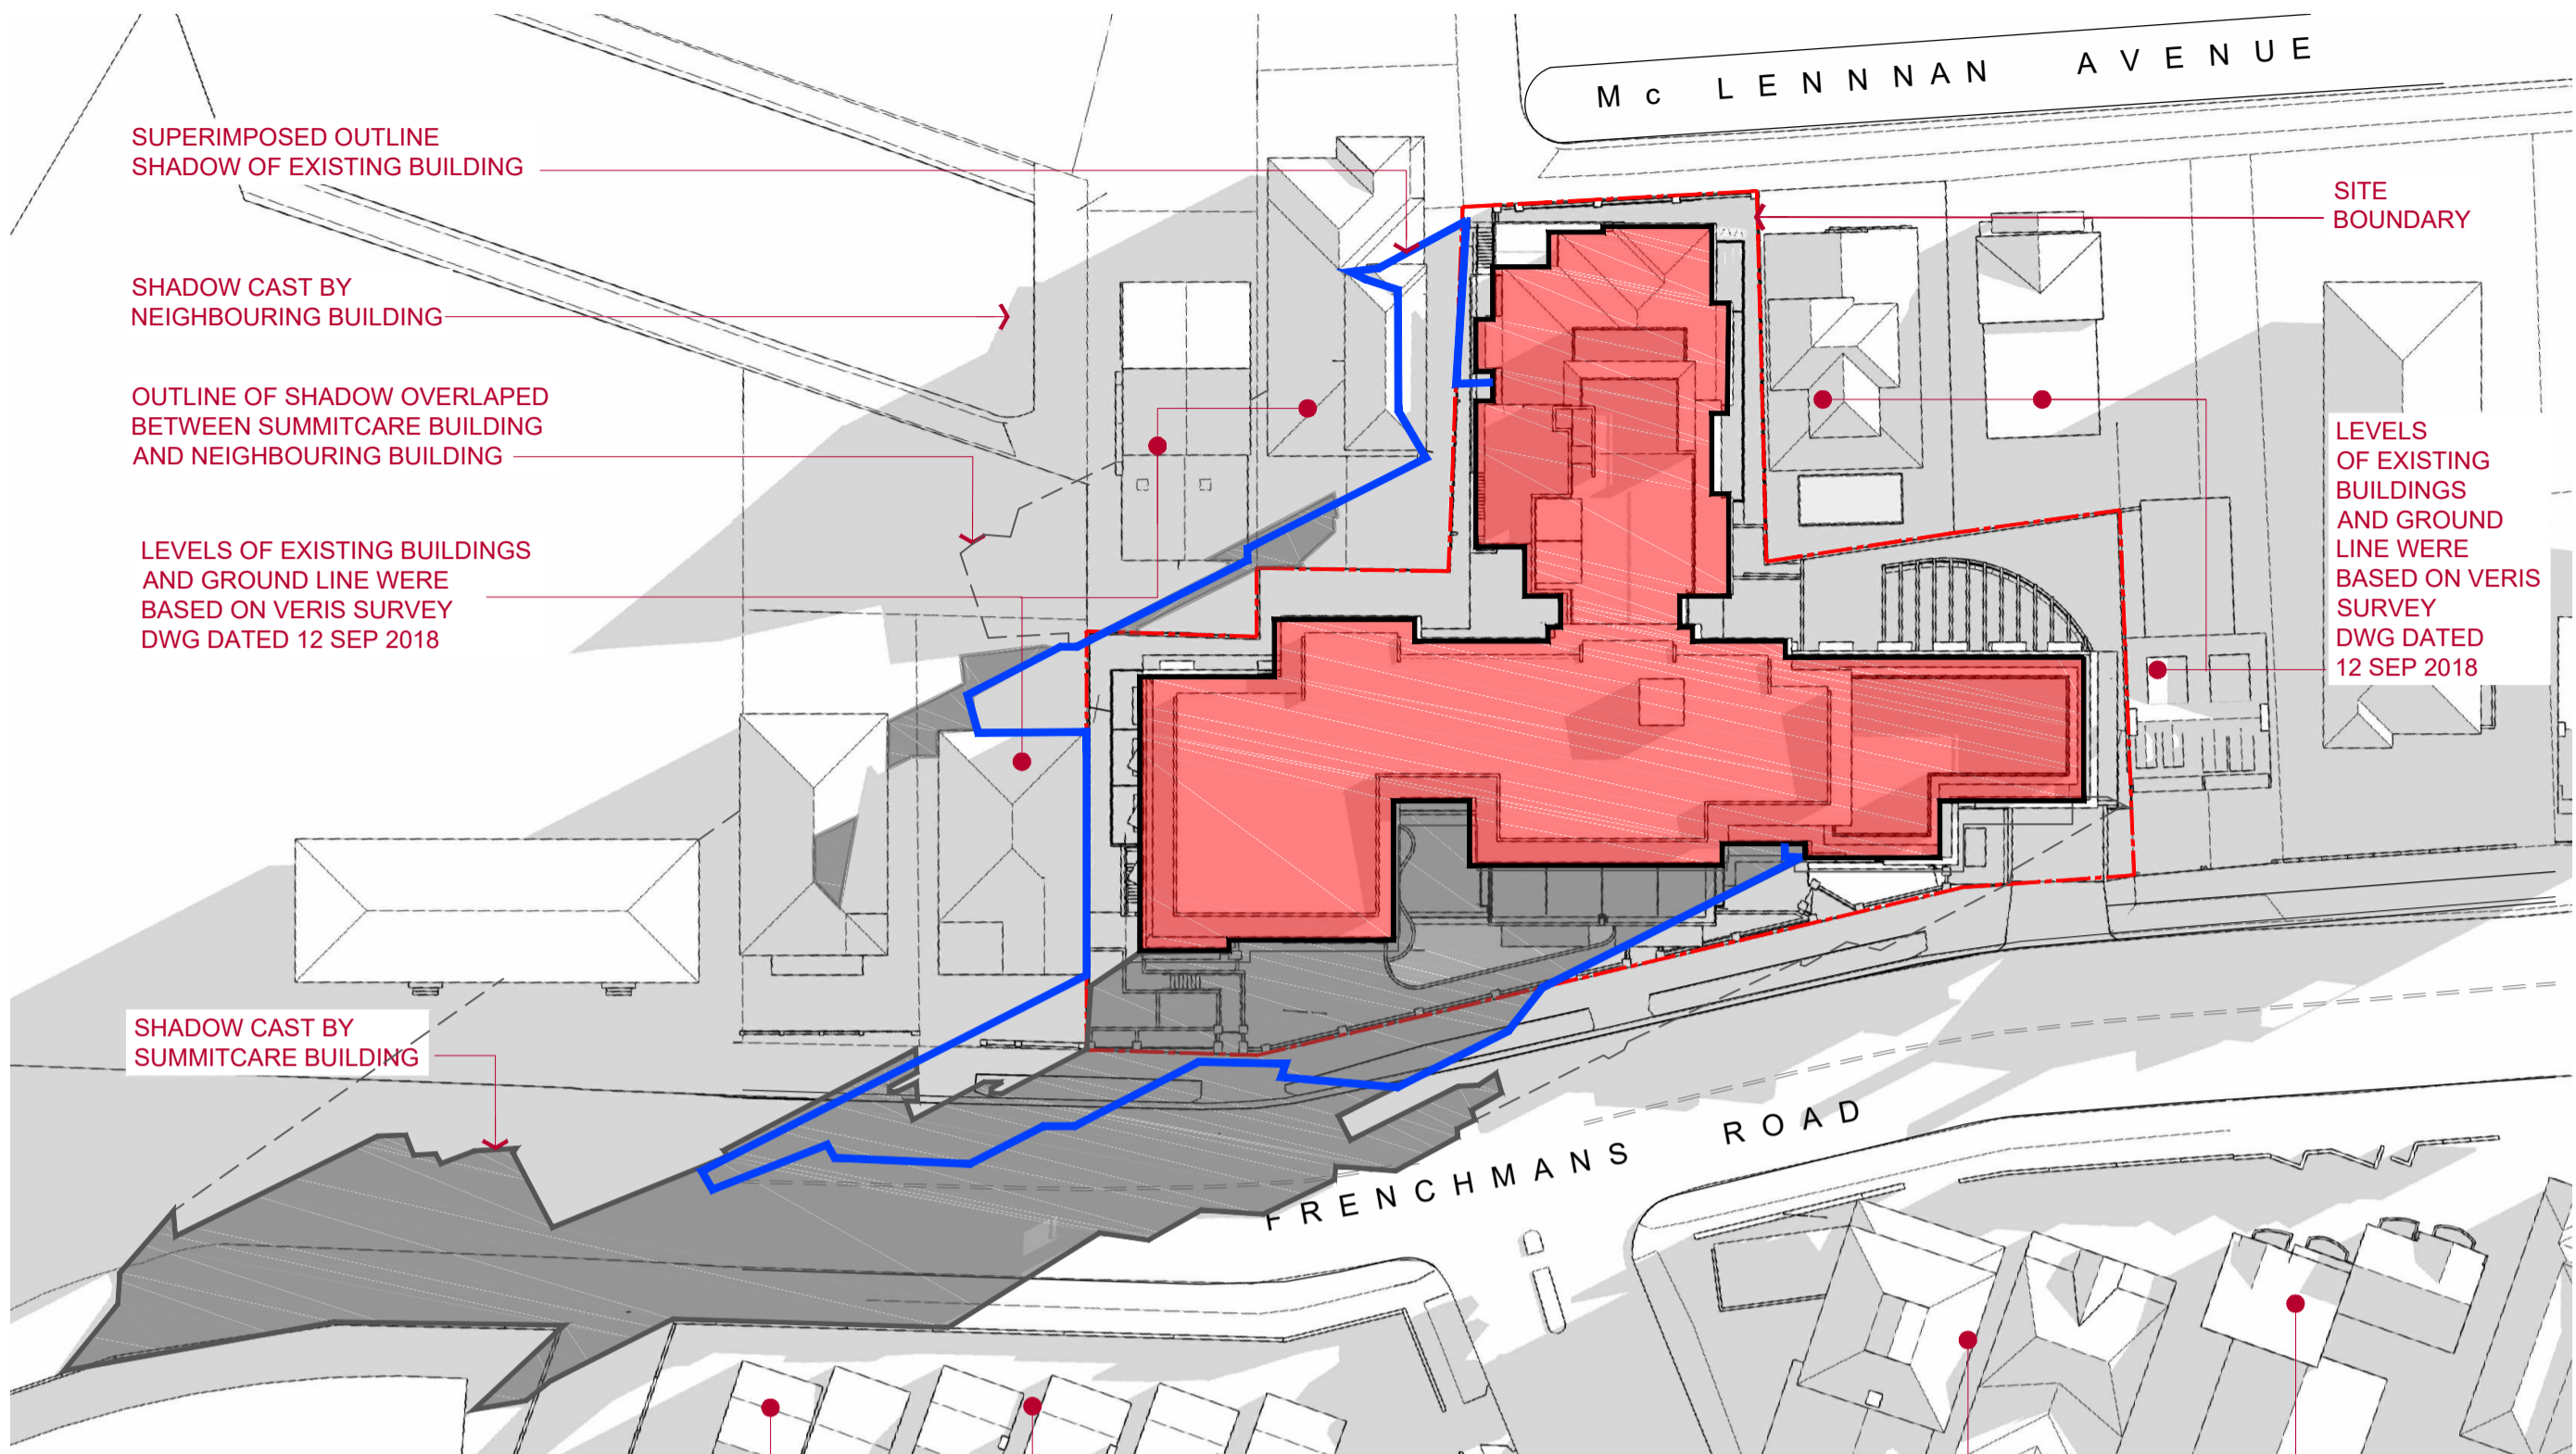 Mc LENNNAN AVENUE
SUPERIMPOSED OUTLINE
SHADOW OF EXISTING BUILDING
SITE
BOUNDARY
SHADOW CAST BY
NEIGHBOURING BUILDING
OUTLINE OF SHADOW OVERLAPED
BETWEEN SUMMITCARE BUILDING
AND NEIGHBOURING BUILDING
LEVELS
OF EXISTING
BUILDINGS
AND GROUND
LINE WERE
BASED ON VERIS
SURVEY
DWG DATED
12 SEP 2018
LEVELS OF EXISTING BUILDINGS
AND GROUND LINE WERE
BASED ON VERIS SURVEY
DWG DATED 12 SEP 2018
SHADOW CAST BY
SUMMITCARE BUILDING
FRENCHMANS ROAD